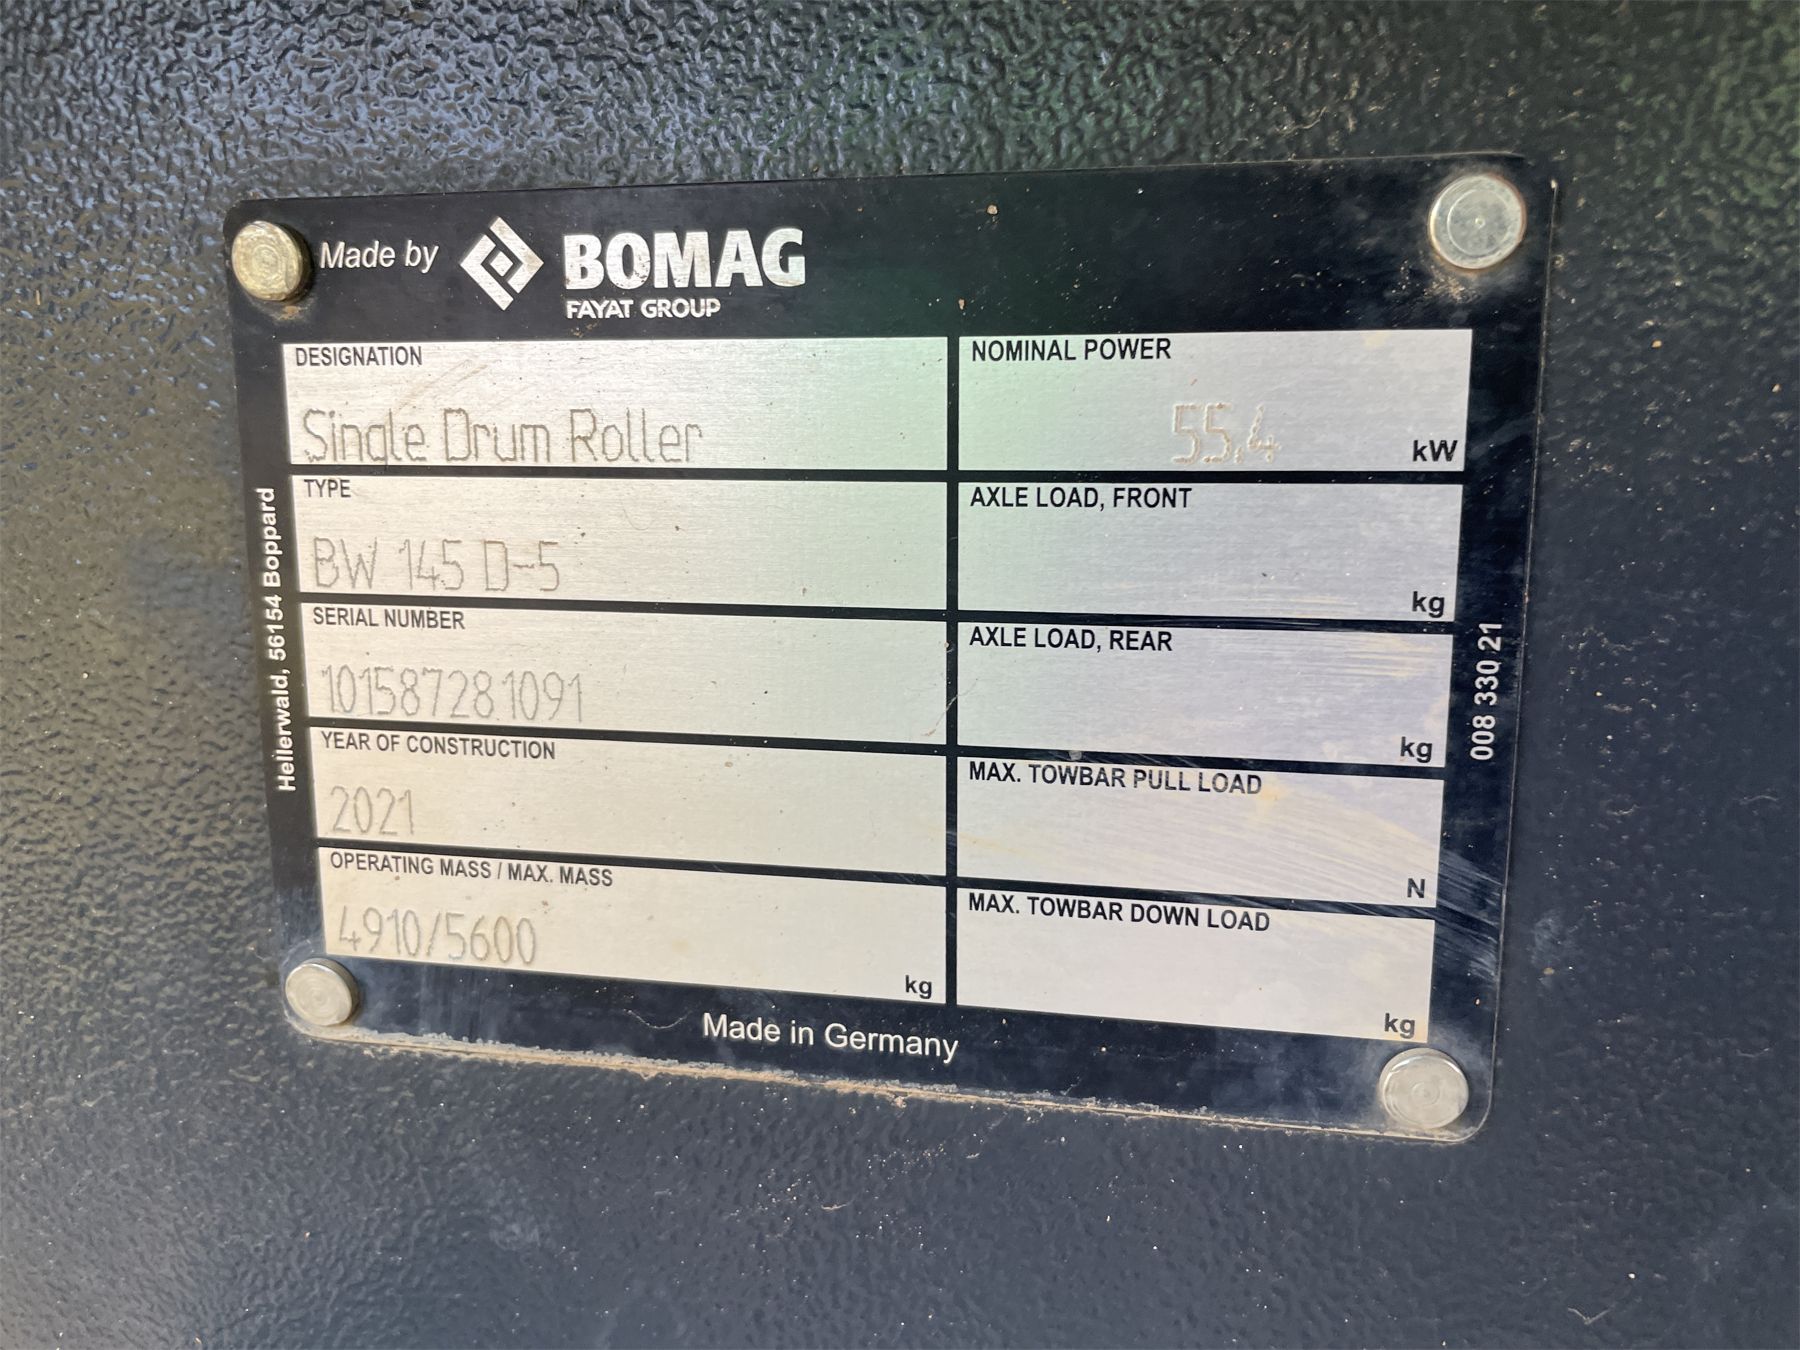 Made by BOMAG
FAYAT GROUP
DESIGNATION
Single Drum Roller
TYPE
BW 145 D-5
SERIAL NUMBER
101587281091
YEAR OF CONSTRUCTION
2021
OPERATING MASS / MAX. MASS
4910/5600
kg
NOMINAL POWER
55,4 kW
AXLE LOAD, FRONT
kg
AXLE LOAD, REAR
kg
MAX. TOWBAR PULL LOAD
N
MAX. TOWBAR DOWN LOAD
kg
Made in Germany
Hellerwald, 56154 Boppard
008 330 21